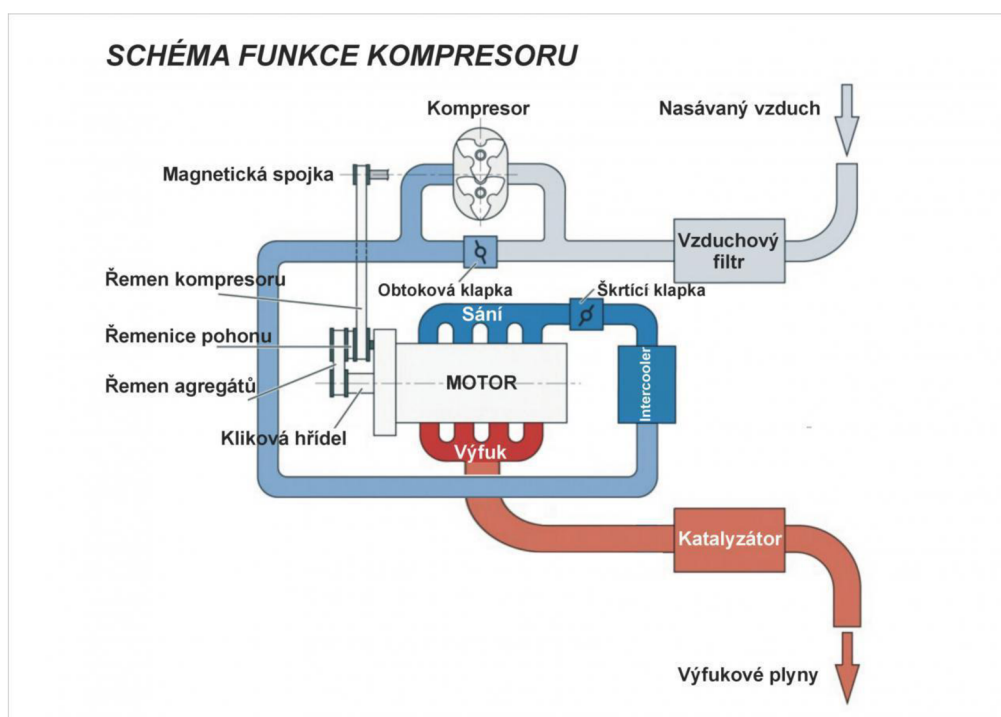 SCHÉMA FUNKCE KOMPRESORU
Kompresor
Nasávaný vzduch
Magnetická spojka
Vzduchový
filtr
Řemen kompresoru
Obtoková klapka
Škrtící klapka
Sání
Řemenice pohonu
Řemen agregátů
MOTOR
Intercooler
Kliková hřídel
Výfuk
Katalyzátor
Výfukové plyny